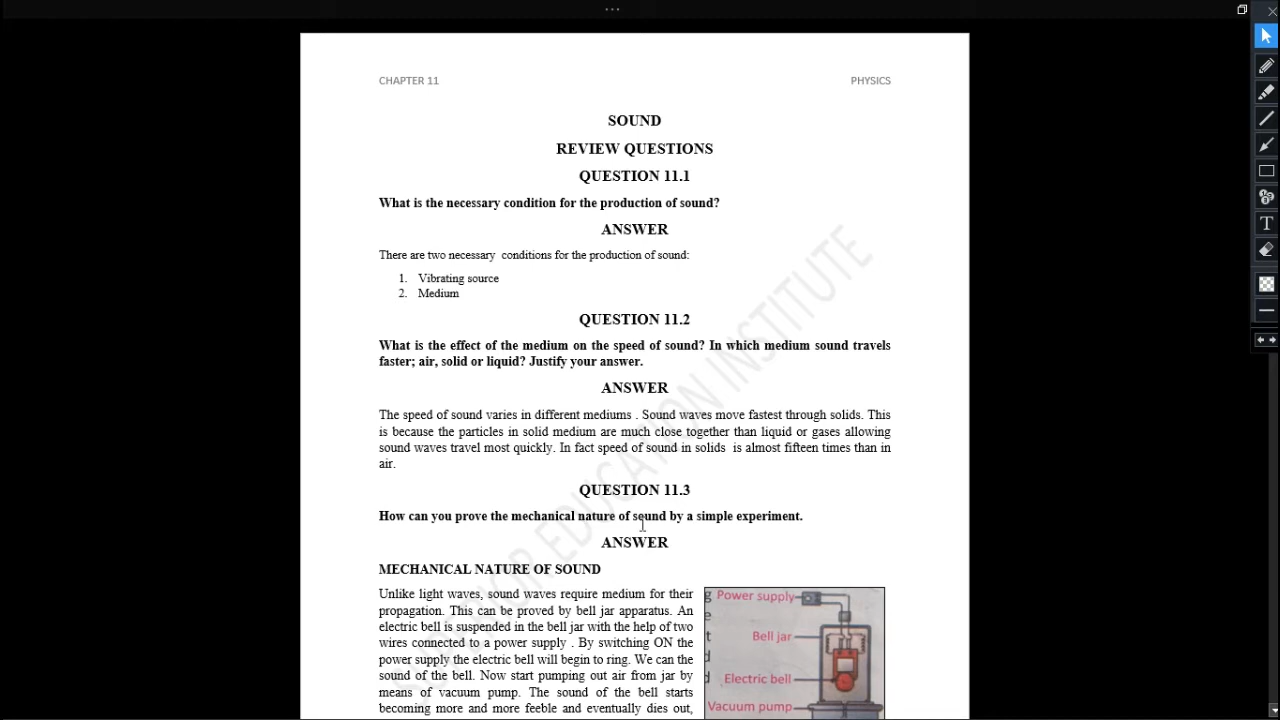 CHAPTER 11
PHYSICS
SOUND
REVIEW QUESTIONS
QUESTION 11.1
What is the necessary condition for the production of sound?
ANSWER
There are two necessary  conditions for the production of sound:
1. Vibrating source
2. Medium
QUESTION 11.2
What is the effect of the medium on the speed of sound? In which medium sound travels
faster; air, solid or liquid? Justify your answer.
ANSWER
The speed of sound varies in different mediums . Sound waves move fastest through solids. This
is because the particles in solid medium are much close together than liquid or gases allowing
sound waves travel most quickly. In fact speed of sound in solids  is almost fifteen times than in
air.
QUESTION 11.3
How can you prove the mechanical nature of sound by a simple experiment.
ANSWER
MECHANICAL NATURE OF SOUND
Unlike light waves, sound waves require medium for their
propagation. This can be proved by bell jar apparatus. An
electric bell is suspended in the bell jar with the help of two
wires connected to a power supply . By switching ON the
power supply the electric bell will begin to ring. We can the
sound of the bell. Now start pumping out air from jar by
means of vacuum pump. The sound of the bell starts
becoming more and more feeble and eventually dies out,
Power supply
Bell jar
Electric bell
Vacuum pump
EDUCATION INSTITUTE